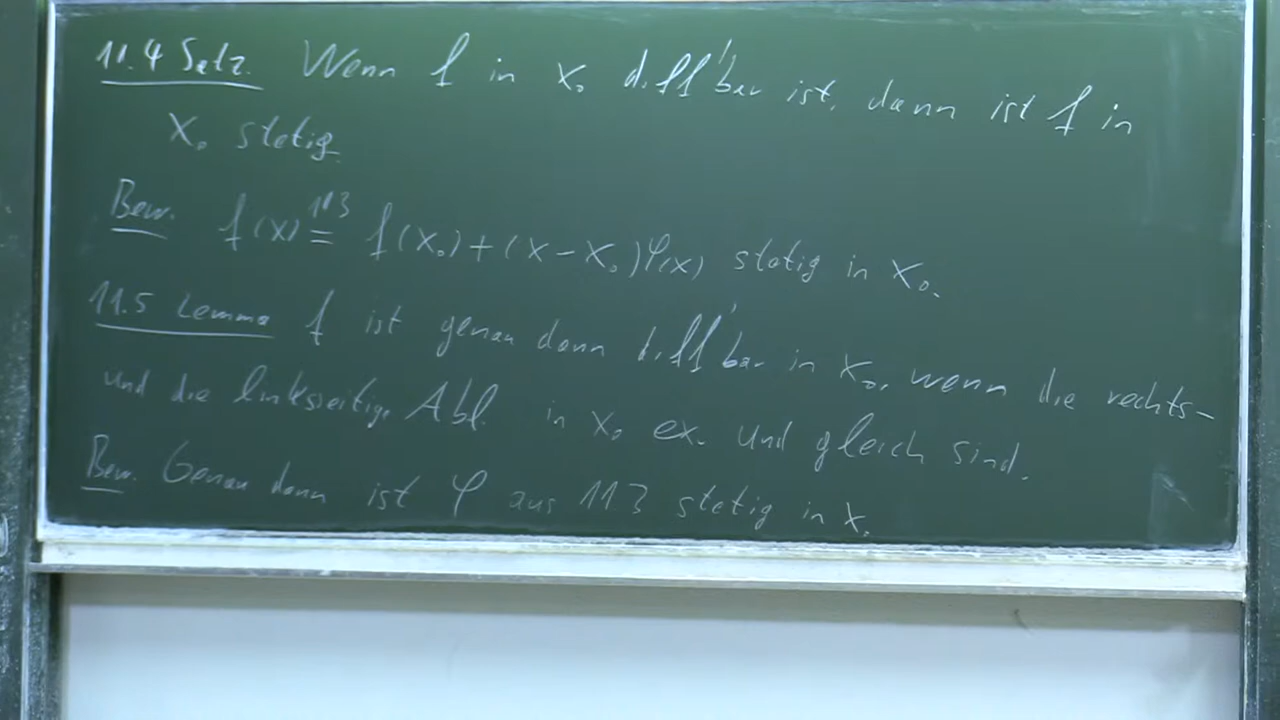 11.4 Satz. Wenn f in x₀ diff'bar ist, dann ist f in
x₀ stetig.
Bew. f(x) = 11.3 f(x₀)+(x-x₀)φ(x) stetig in x₀.
11.5 Lemma f ist genau dann diff'bar in x₀, wenn die rechts-
und die linksseitige Abl. in x₀ ex. und gleich sind.
Bew. Genau dann ist φ aus 11.3 stetig in x₀